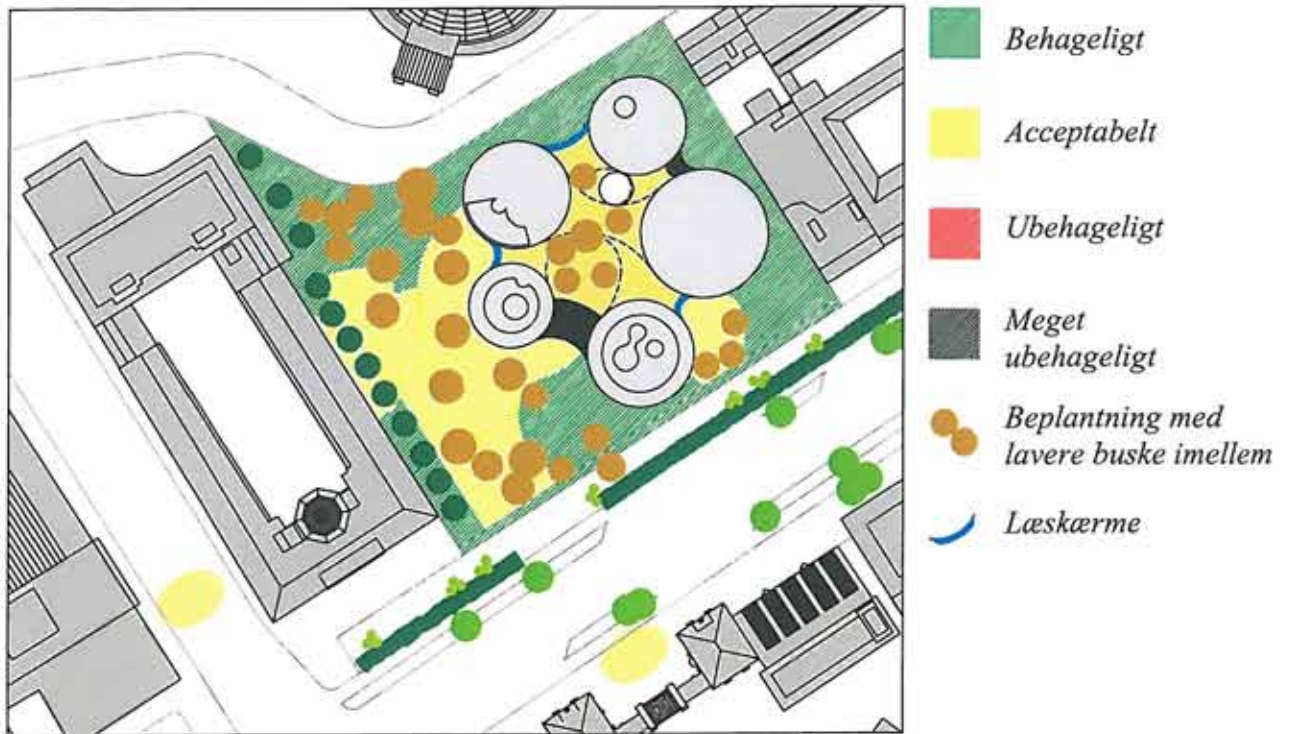 Behageligt
Acceptabelt
Ubehageligt
Meget
ubehageligt
Beplantning med
lavere buske imellem
Læskærme